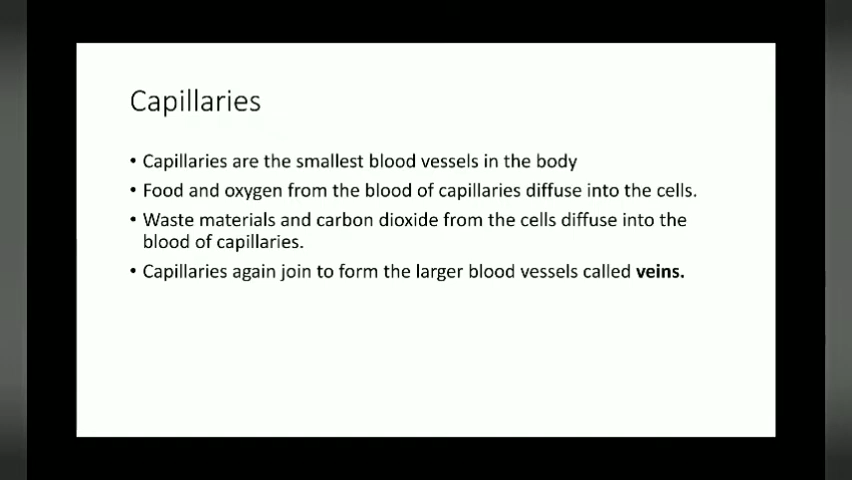 Capillaries
• Capillaries are the smallest blood vessels in the body
• Food and oxygen from the blood of capillaries diffuse into the cells.
• Waste materials and carbon dioxide from the cells diffuse into the
blood of capillaries.
• Capillaries again join to form the larger blood vessels called veins.